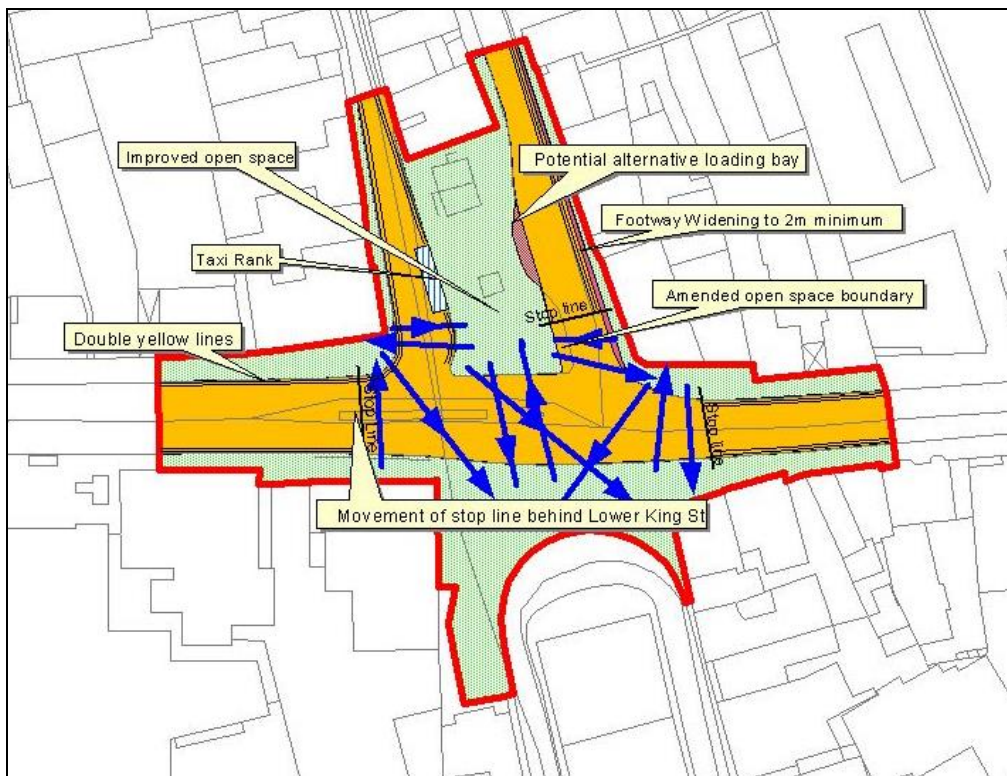 Improved open space
Potential alternative loading bay
Footway Widening to 2m minimum
Taxi Rank
Amended open space boundary
Stop line
Double yellow lines
Stop Line
Stop line
Movement of stop line behind Lower King St